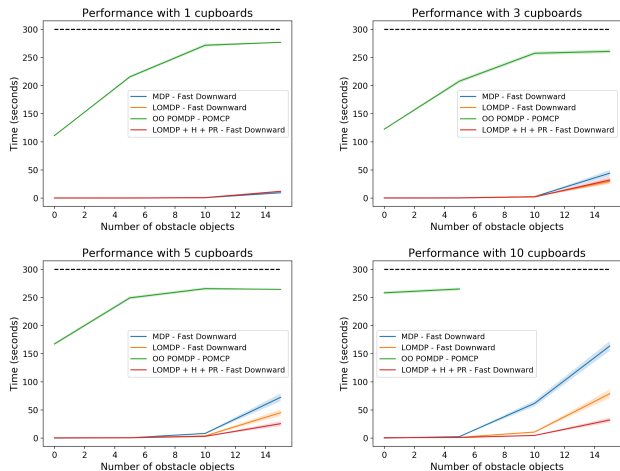 Performance with 1 cupboards
300
250
200
150
100
50
0
Time (seconds)
MDP - Fast Downward
LOMDP - Fast Downward
OO POMDP - POMCP
LOMDP + H + PR - Fast Downward
0 2 4 6 8 10 12 14
Number of obstacle objects
Performance with 3 cupboards
300
250
200
150
100
50
0
Time (seconds)
MDP - Fast Downward
LOMDP - Fast Downward
OO POMDP - POMCP
LOMDP + H + PR - Fast Downward
0 2 4 6 8 10 12 14
Number of obstacle objects
Performance with 5 cupboards
300
250
200
150
100
50
0
Time (seconds)
MDP - Fast Downward
LOMDP - Fast Downward
OO POMDP - POMCP
LOMDP + H + PR - Fast Downward
0 2 4 6 8 10 12 14
Number of obstacle objects
Performance with 10 cupboards
300
250
200
150
100
50
0
Time (seconds)
MDP - Fast Downward
LOMDP - Fast Downward
OO POMDP - POMCP
LOMDP + H + PR - Fast Downward
0 2 4 6 8 10 12 14
Number of obstacle objects